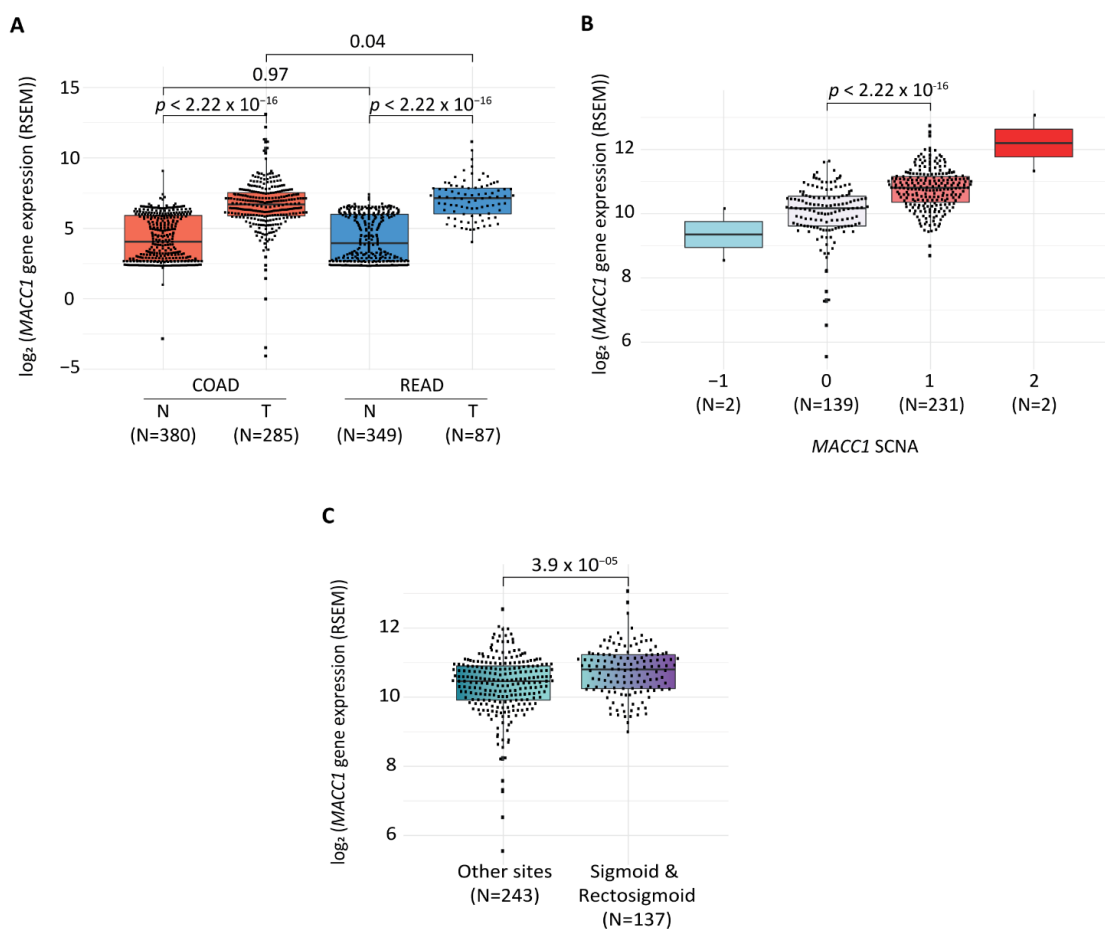 A
0.04
0.97
p < 2.22 x 10⁻¹⁶
p < 2.22 x 10⁻¹⁶
log₂ (MACC1 gene expression (RSEM))
15
10
5
0
−5
COAD
READ
N
T
N
T
(N=380)
(N=285)
(N=349)
(N=87)
B
p < 2.22 x 10⁻¹⁶
log₂ (MACC1 gene expression (RSEM))
12
10
8
6
−1
0
1
2
(N=2)
(N=139)
(N=231)
(N=2)
MACC1 SCNA
C
3.9 x 10⁻⁰⁵
log₂ (MACC1 gene expression (RSEM))
12
10
8
6
Other sites
(N=243)
Sigmoid &
Rectosigmoid
(N=137)